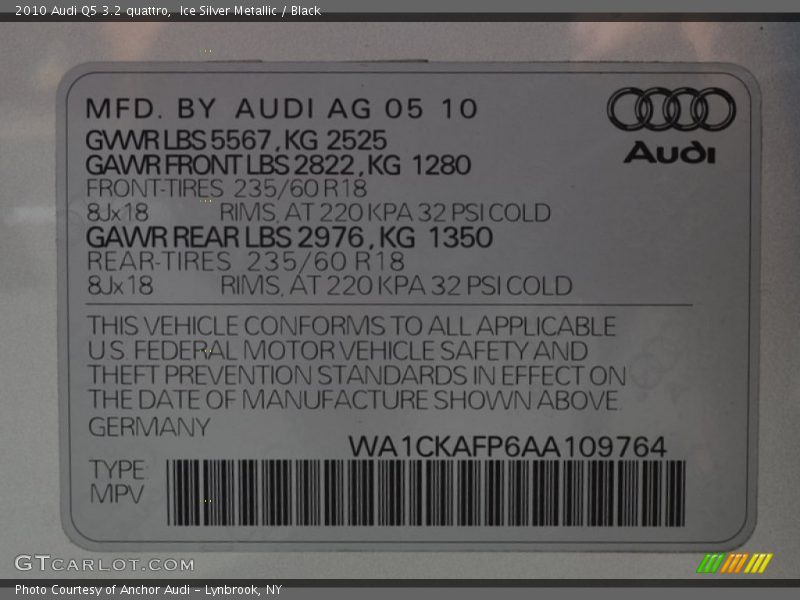 2010 Audi Q5 3.2 quattro,  Ice Silver Metallic / Black
MFD. BY AUDI AG 05 10
GVWR LBS 5567, KG 2525
GAWR FRONT LBS 2822, KG 1280
FRONT-TIRES 235/60 R18
8Jx18 RIMS, AT 220 KPA 32 PSI COLD
GAWR REAR LBS 2976, KG 1350
REAR-TIRES 235/60 R18
8Jx18 RIMS, AT 220 KPA 32 PSI COLD
Audi
THIS VEHICLE CONFORMS TO ALL APPLICABLE
U.S. FEDERAL MOTOR VEHICLE SAFETY AND
THEFT PREVENTION STANDARDS IN EFFECT ON
THE DATE OF MANUFACTURE SHOWN ABOVE.
GERMANY
WA1CKAFP6AA109764
TYPE:
MPV
GTCARLOT.COM
Photo Courtesy of Anchor Audi - Lynbrook, NY